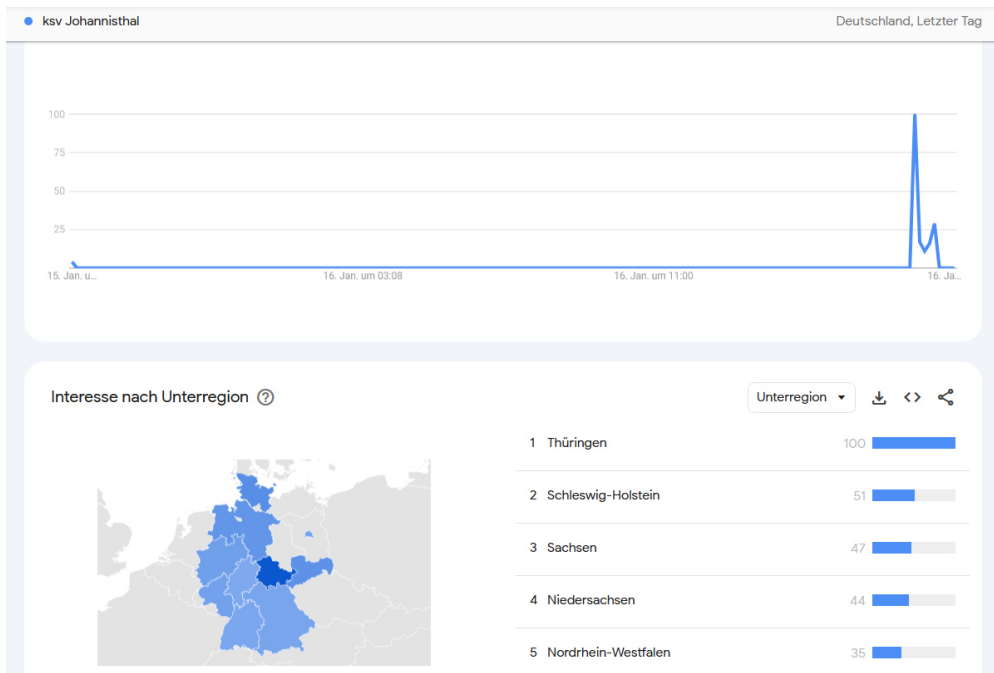 ksv Johannisthal
Deutschland, Letzter Tag
100
75
50
25
15. Jan. u...
16. Jan. um 03:08
16. Jan. um 11:00
16. Ja...
Interesse nach Unterregion ?
Unterregion
1 Thüringen 100
2 Schleswig-Holstein 51
3 Sachsen 47
4 Niedersachsen 44
5 Nordrhein-Westfalen 35